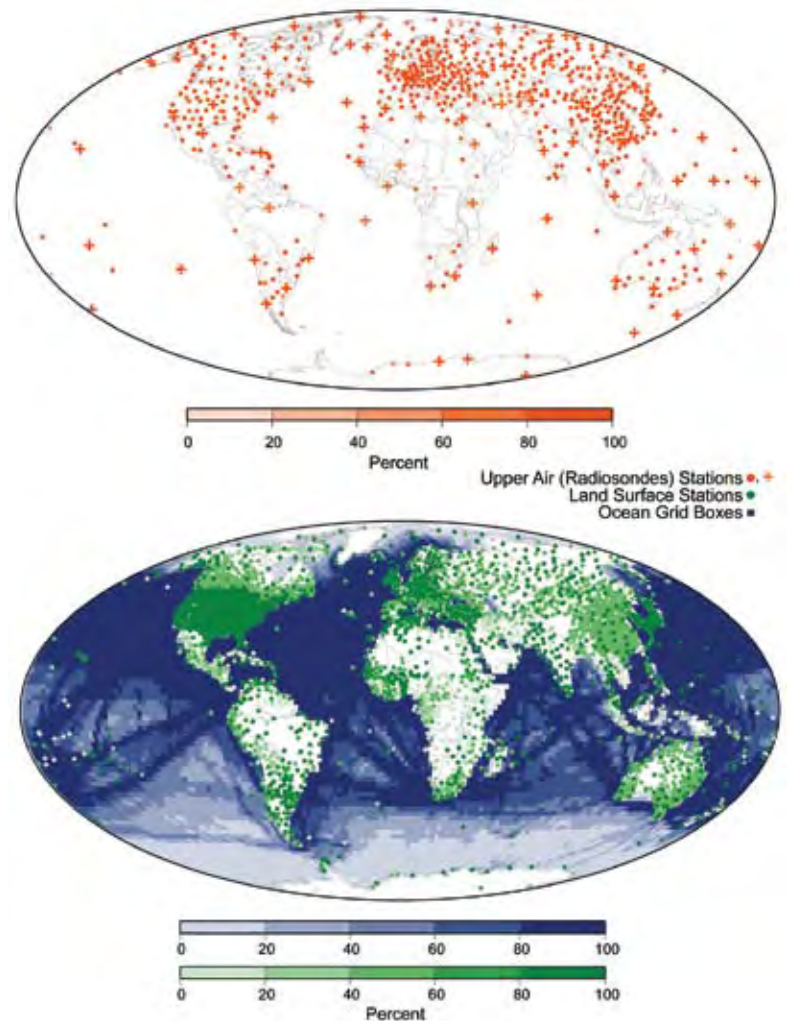 0 20 40 60 80 100
Percent
Upper Air (Radiosondes) Stations ●, +
Land Surface Stations ●
Ocean Grid Boxes ■
0 20 40 60 80 100
0 20 40 60 80 100
Percent